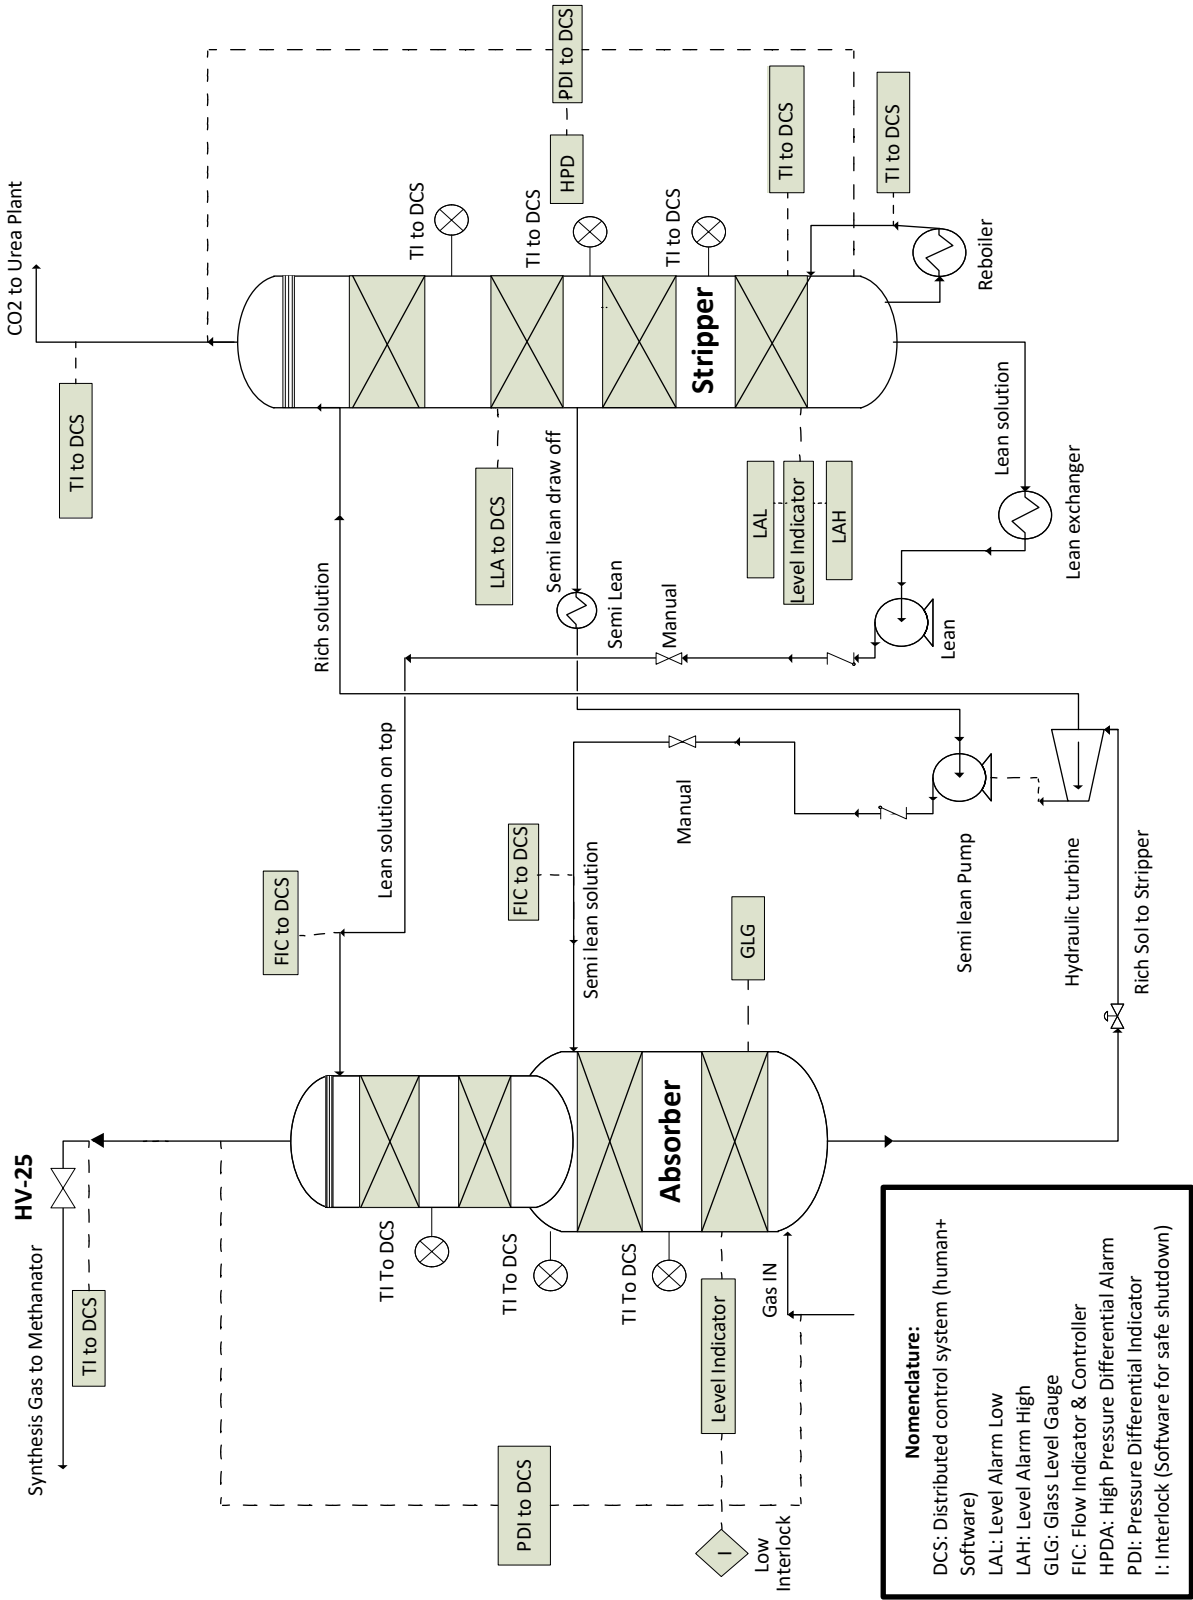 HV-25
Synthesis Gas to Methanator
TI to DCS
PDI to DCS
I
Low
Interlock
Level Indicator
Gas IN
TI To DCS
TI To DCS
TI To DCS
Absorber
GLG
FIC to DCS
Lean solution on top
FIC to DCS
Semi lean solution
Manual
Semi lean Pump
Hydraulic turbine
Rich Sol to Stripper
Rich solution
Manual
Semi Lean
Semi lean draw off
Lean
Lean exchanger
Lean solution
LLA to DCS
LAL
Level Indicator
LAH
Stripper
TI to DCS
CO2 to Urea Plant
TI to DCS
TI to DCS
TI to DCS
HPD
PDI to DCS
TI to DCS
TI to DCS
Reboiler
Nomenclature:
DCS: Distributed control system (human+
Software)
LAL: Level Alarm Low
LAH: Level Alarm High
GLG: Glass Level Gauge
FIC: Flow Indicator & Controller
HPDA: High Pressure Differential Alarm
PDI: Pressure Differential Indicator
I: Interlock (Software for safe shutdown)